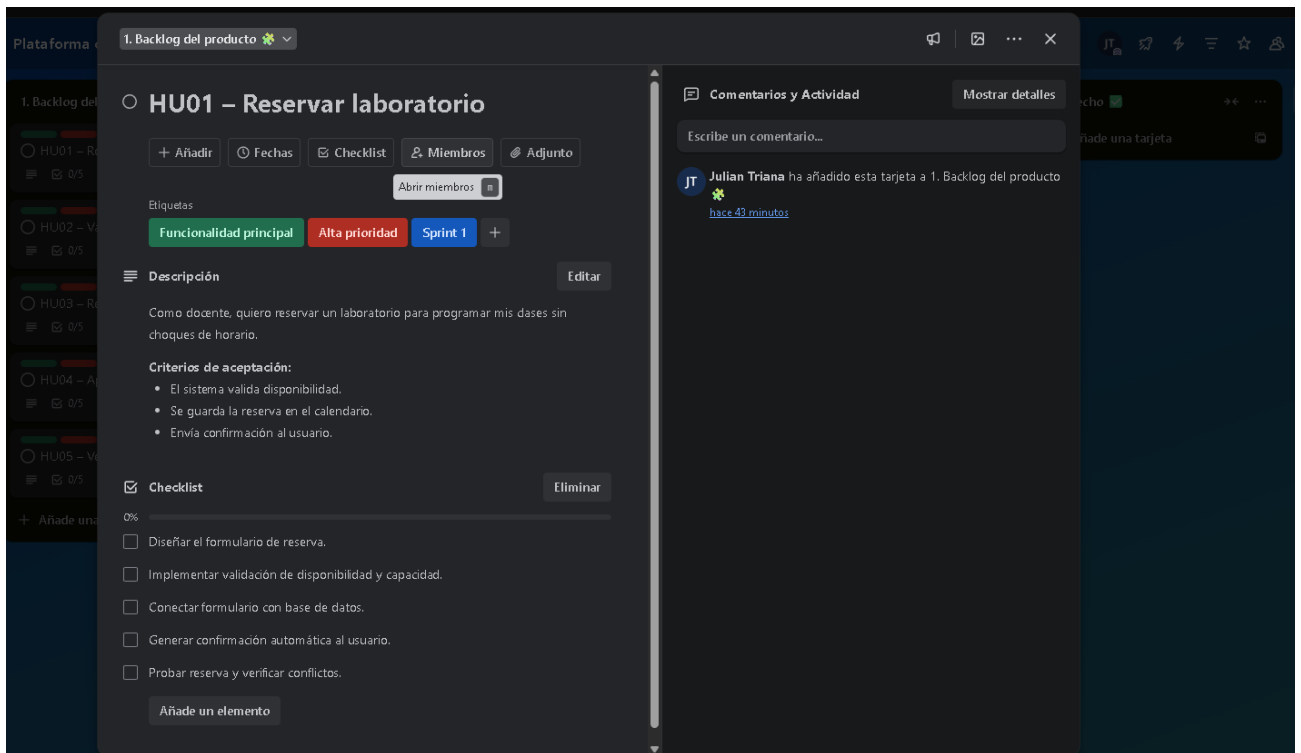 Plataforma
1. Backlog del producto
1. Backlog del
HU01 – Re
0/5
HU02 – Va
0/5
HU03 – Re
0/5
HU04 – A
0/5
HU05 – V
0/5
+ Añade una
HU01 – Reservar laboratorio
+ Añadir
Fechas
Checklist
Miembros
Adjunto
Abrir miembros
Etiquetas
Funcionalidad principal
Alta prioridad
Sprint 1
Descripción
Editar
Como docente, quiero reservar un laboratorio para programar mis clases sin
choques de horario.
Criterios de aceptación:
• El sistema valida disponibilidad.
• Se guarda la reserva en el calendario.
• Envía confirmación al usuario.
Checklist
Eliminar
0%
Diseñar el formulario de reserva.
Implementar validación de disponibilidad y capacidad.
Conectar formulario con base de datos.
Generar confirmación automática al usuario.
Probar reserva y verificar conflictos.
Añade un elemento
Comentarios y Actividad
Mostrar detalles
Escribe un comentario...
JT
Julian Triana ha añadido esta tarjeta a 1. Backlog del producto
hace 43 minutos
JT
echo
ñade una tarjeta